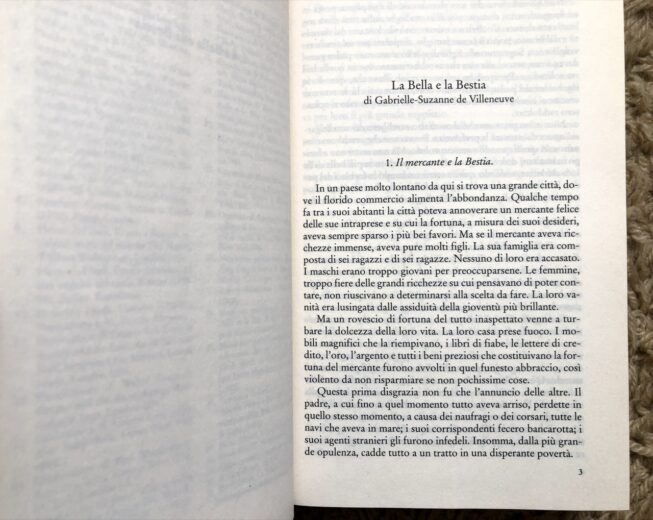 La Bella e la Bestia
di Gabrielle-Suzanne de Villeneuve
1. Il mercante e la Bestia.
In un paese molto lontano da qui si trova una grande città, do-
ve il florido commercio alimenta l'abbondanza. Qualche tempo
fa tra i suoi abitanti la città poteva annoverare un mercante felice
delle sue intraprese e su cui la fortuna, a misura dei suoi desideri,
aveva sempre sparso i più bei favori. Ma se il mercante aveva ric-
chezze immense, aveva pure molti figli. La sua famiglia era com-
posta di sei ragazzi e di sei ragazze. Nessuno di loro era accasato.
I maschi erano troppo giovani per preoccuparsene. Le femmine,
troppo fiere delle grandi ricchezze su cui pensavano di poter con-
tare, non riuscivano a determinarsi alla scelta da fare. La loro va-
nità era lusingata dalle assiduità della gioventù più brillante.
Ma un rovescio di fortuna del tutto inaspettato venne a tur-
bare la dolcezza della loro vita. La loro casa prese fuoco. I mo-
bili magnifici che la riempivano, i libri di fiabe, le lettere di cre-
dito, l'oro, l'argento e tutti i beni preziosi che costituivano la for-
tuna del mercante furono avvolti in quel funesto abbraccio, così
violento da non risparmiare se non pochissime cose.
Questa prima disgrazia non fu che l'annuncio delle altre. Il
padre, a cui fino a quel momento tutto aveva arriso, perdette in
quello stesso momento, a causa dei naufragi o dei corsari, tutte le
navi che aveva in mare; i suoi corrispondenti fecero bancarotta; i
suoi agenti stranieri gli furono infedeli. Insomma, dalla più gran-
de opulenza, cadde tutto a un tratto in una disperante povertà.
3